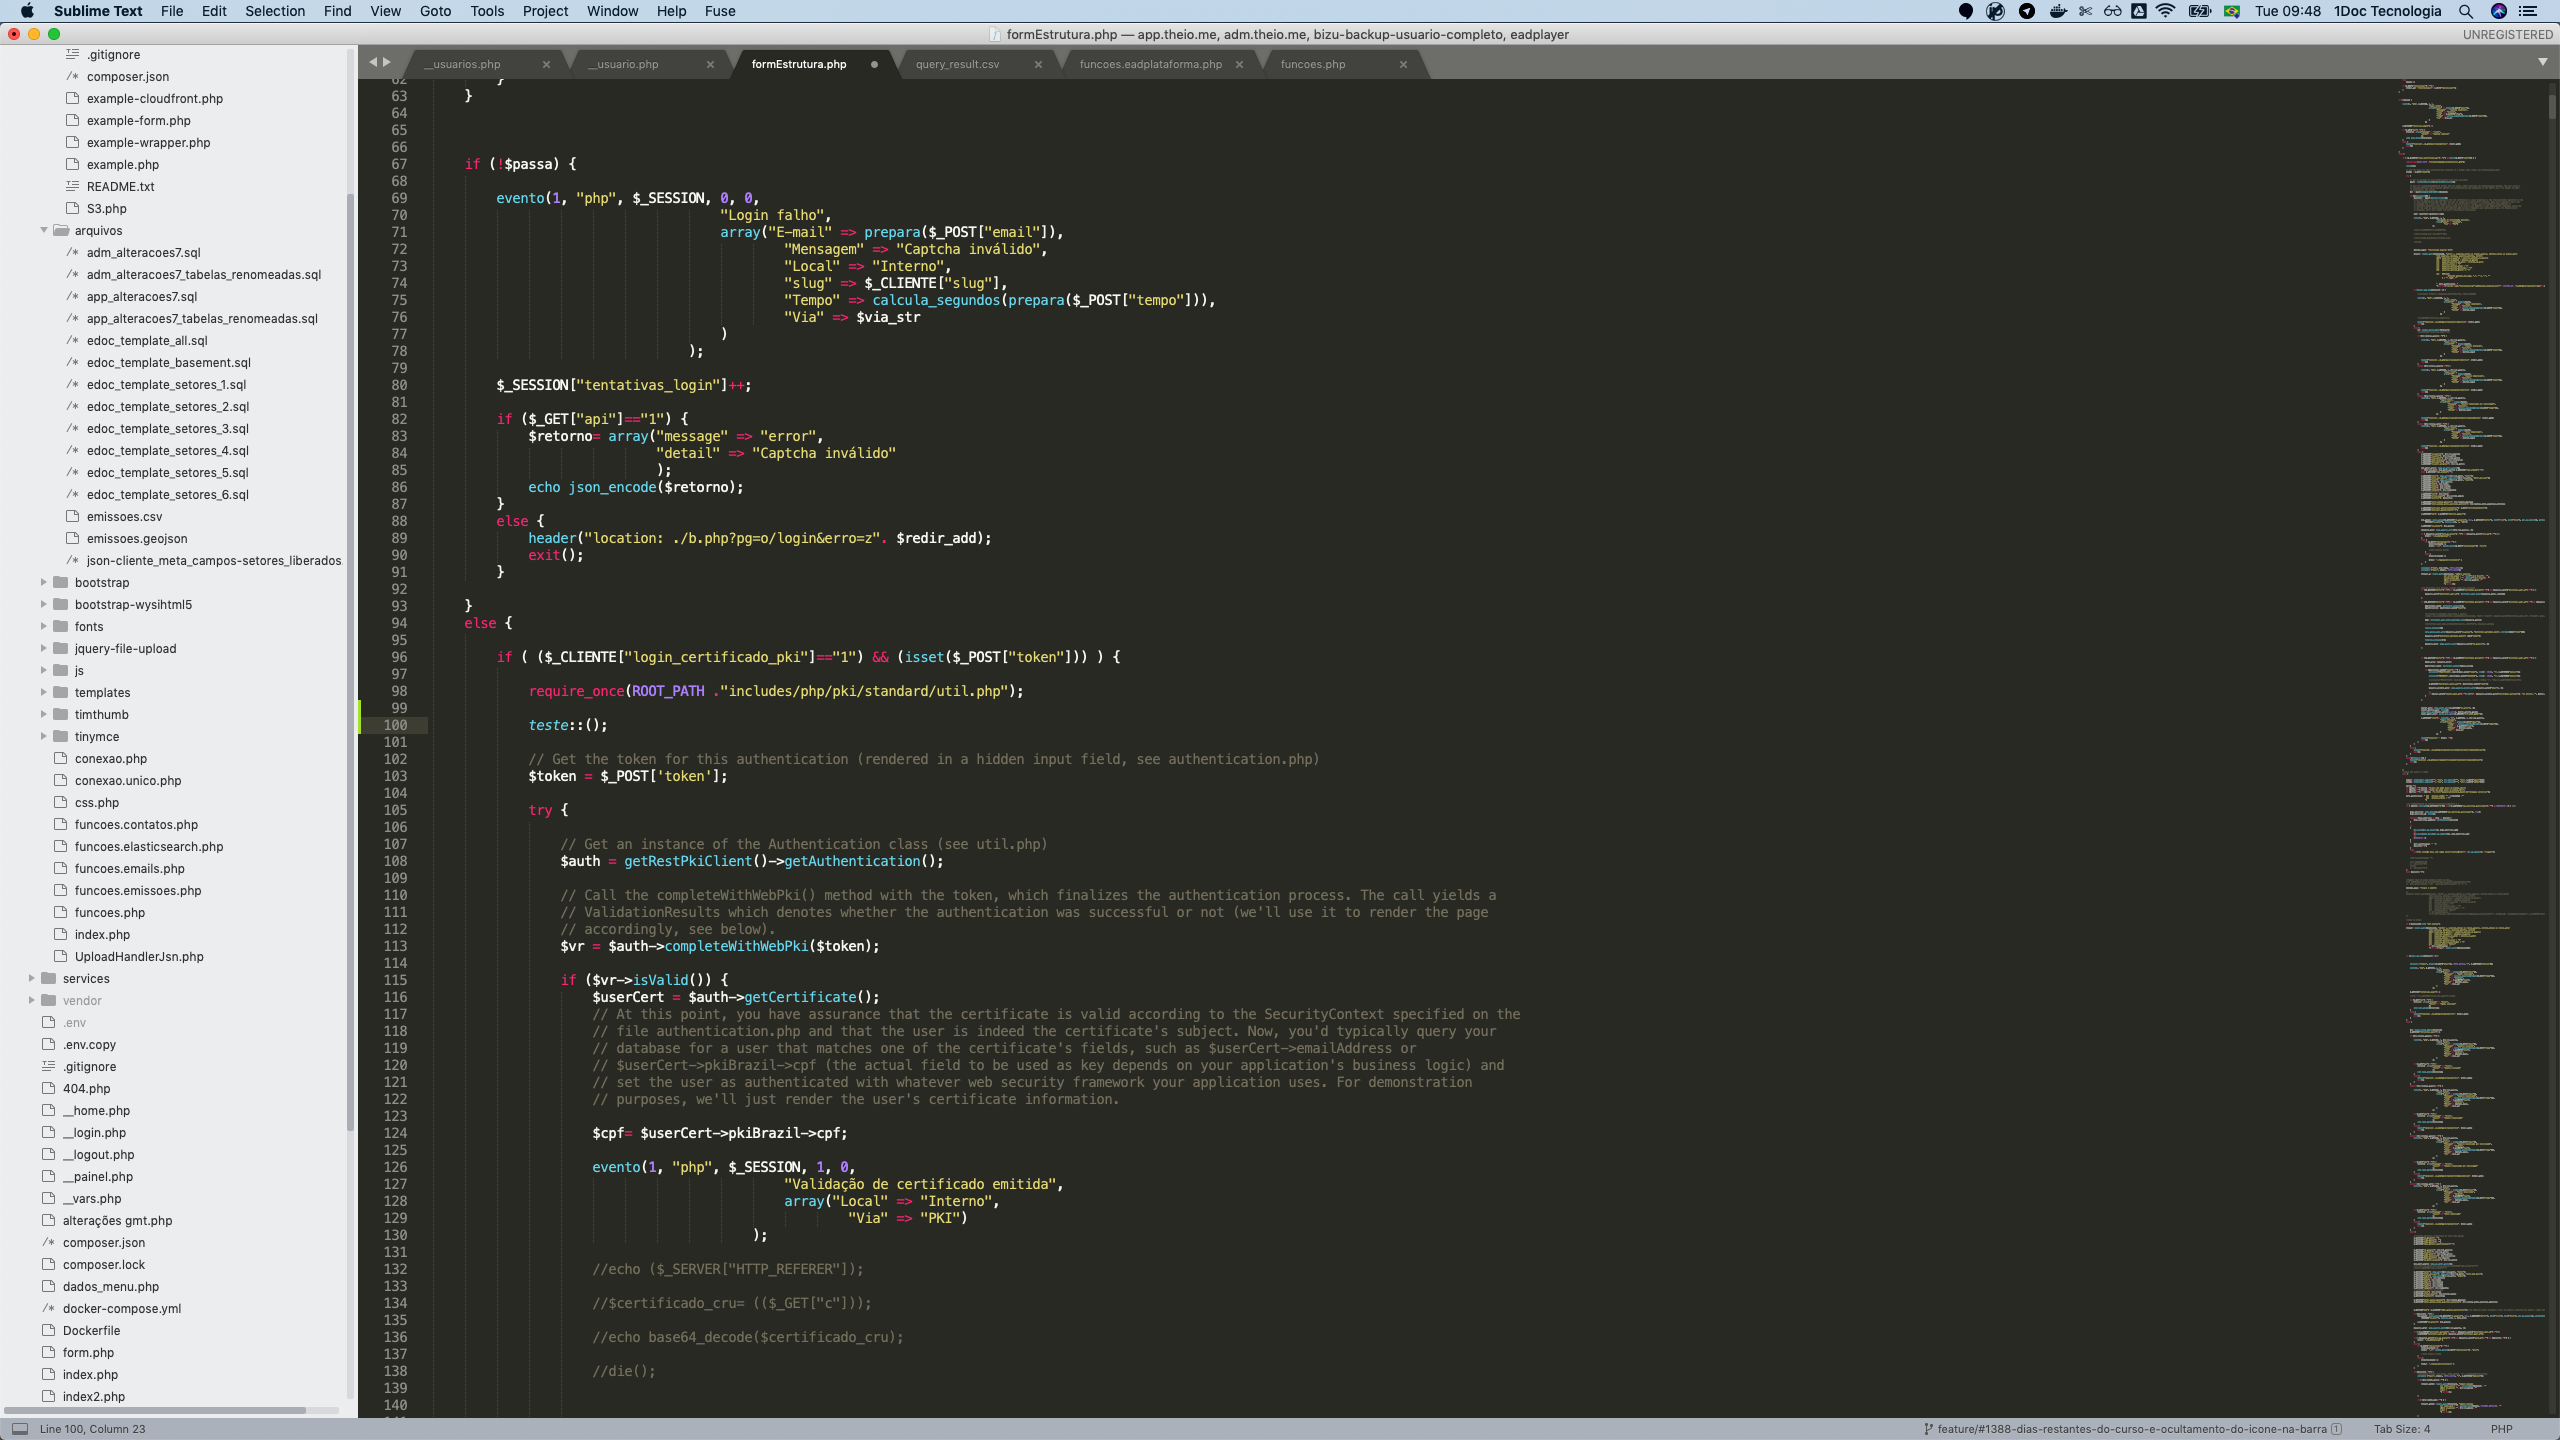 Sublime Text File Edit Selection Find View Goto Tools Project Window Help Fuse
Tue 09:48 1Doc Tecnologia
formEstrutura.php — app.theio.me, adm.theio.me, bizu-backup-usuario-completo, eadplayer
UNREGISTERED
__usuarios.php
__usuario.php
formEstrutura.php
query_result.csv
funcoes.eadplataforma.php
funcoes.php
.gitignore
composer.json
example-cloudfront.php
example-form.php
example-wrapper.php
example.php
README.txt
S3.php
arquivos
adm_alteracoes7.sql
adm_alteracoes7_tabelas_renomeadas.sql
app_alteracoes7.sql
app_alteracoes7_tabelas_renomeadas.sql
edoc_template_all.sql
edoc_template_basement.sql
edoc_template_setores_1.sql
edoc_template_setores_2.sql
edoc_template_setores_3.sql
edoc_template_setores_4.sql
edoc_template_setores_5.sql
edoc_template_setores_6.sql
emissoes.csv
emissoes.geojson
json-cliente_meta_campos-setores_liberados
bootstrap
bootstrap-wysihtml5
fonts
jquery-file-upload
js
templates
timthumb
tinymce
conexao.php
conexao.unico.php
css.php
funcoes.contatos.php
funcoes.elasticsearch.php
funcoes.emails.php
funcoes.emissoes.php
funcoes.php
index.php
UploadHandlerJsn.php
services
vendor
.env
.env.copy
.gitignore
404.php
__home.php
__login.php
__logout.php
__painel.php
__vars.php
alterações gmt.php
composer.json
composer.lock
dados_menu.php
docker-compose.yml
Dockerfile
form.php
index.php
index2.php
62 }
63 }
64
65
66
67 if (!$passa) {
68
69 evento(1, "php", $_SESSION, 0, 0,
70 "Login falho",
71 array("E-mail" => prepara($_POST["email"]),
72 "Mensagem" => "Captcha inválido",
73 "Local" => "Interno",
74 "slug" => $_CLIENTE["slug"],
75 "Tempo" => calcula_segundos(prepara($_POST["tempo"])),
76 "Via" => $via_str
77 )
78 );
79
80 $_SESSION["tentativas_login"]++;
81
82 if ($_GET["api"]=="1") {
83 $retorno= array("message" => "error",
84 "detail" => "Captcha inválido"
85 );
86 echo json_encode($retorno);
87 }
88 else {
89 header("location: ./b.php?pg=o/login&erro=z". $redir_add);
90 exit();
91 }
92
93 }
94 else {
95
96 if ( ($_CLIENTE["login_certificado_pki"]=="1") && (isset($_POST["token"])) ) {
97
98 require_once(ROOT_PATH ."includes/php/pki/standard/util.php");
99
100 teste::();
101
102 // Get the token for this authentication (rendered in a hidden input field, see authentication.php)
103 $token = $_POST['token'];
104
105 try {
106
107 // Get an instance of the Authentication class (see util.php)
108 $auth = getRestPkiClient()->getAuthentication();
109
110 // Call the completeWithWebPki() method with the token, which finalizes the authentication process. The call yields a
111 // ValidationResults which denotes whether the authentication was successful or not (we'll use it to render the page
112 // accordingly, see below).
113 $vr = $auth->completeWithWebPki($token);
114
115 if ($vr->isValid()) {
116 $userCert = $auth->getCertificate();
117 // At this point, you have assurance that the certificate is valid according to the SecurityContext specified on the
118 // file authentication.php and that the user is indeed the certificate's subject. Now, you'd typically query your
119 // database for a user that matches one of the certificate's fields, such as $userCert->emailAddress or
120 // $userCert->pkiBrazil->cpf (the actual field to be used as key depends on your application's business logic) and
121 // set the user as authenticated with whatever web security framework your application uses. For demonstration
122 // purposes, we'll just render the user's certificate information.
123
124 $cpf= $userCert->pkiBrazil->cpf;
125
126 evento(1, "php", $_SESSION, 1, 0,
127 "Validação de certificado emitida",
128 array("Local" => "Interno",
129 "Via" => "PKI")
130 );
131
132 //echo ($_SERVER["HTTP_REFERER"]);
133
134 //$certificado_cru= (($_GET["c"]));
135
136 //echo base64_decode($certificado_cru);
137
138 //die();
139
140
Line 100, Column 23
feature/#1388-dias-restantes-do-curso-e-ocultamento-do-icone-na-barra 1
Tab Size: 4
PHP